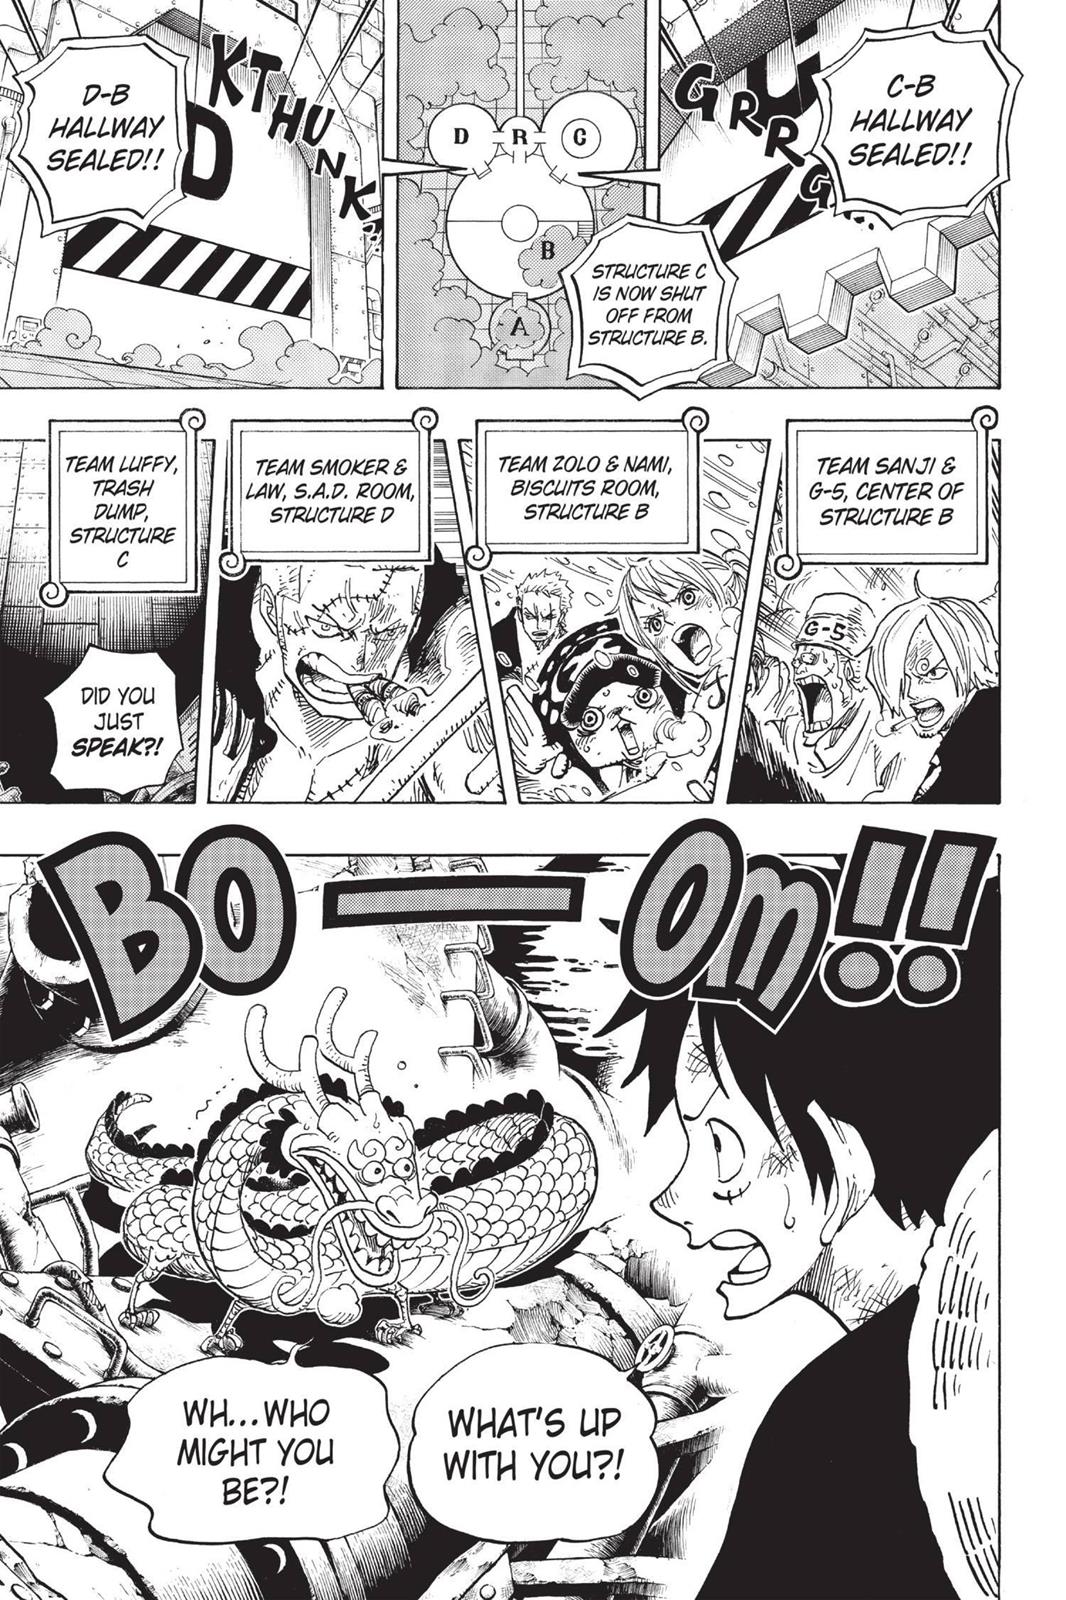 C-B
HALLWAY
SEALED!!
GRRG...
C
STRUCTURE C
IS NOW SHUT
OFF FROM
STRUCTURE B.
D
R
C
B
A
D-B
HALLWAY
SEALED!!
KTHUNK
D
TEAM SANJI &
G-5, CENTER OF
STRUCTURE B
G-5
TEAM ZOLO & NAMI,
BISCUITS ROOM,
STRUCTURE B
TEAM SMOKER &
LAW, S.A.D. ROOM,
STRUCTURE D
TEAM LUFFY,
TRASH
DUMP,
STRUCTURE
C
DID YOU
JUST
SPEAK?!
BO—OM!!
WHAT'S UP
WITH YOU?!
WH...WHO
MIGHT YOU
BE?!